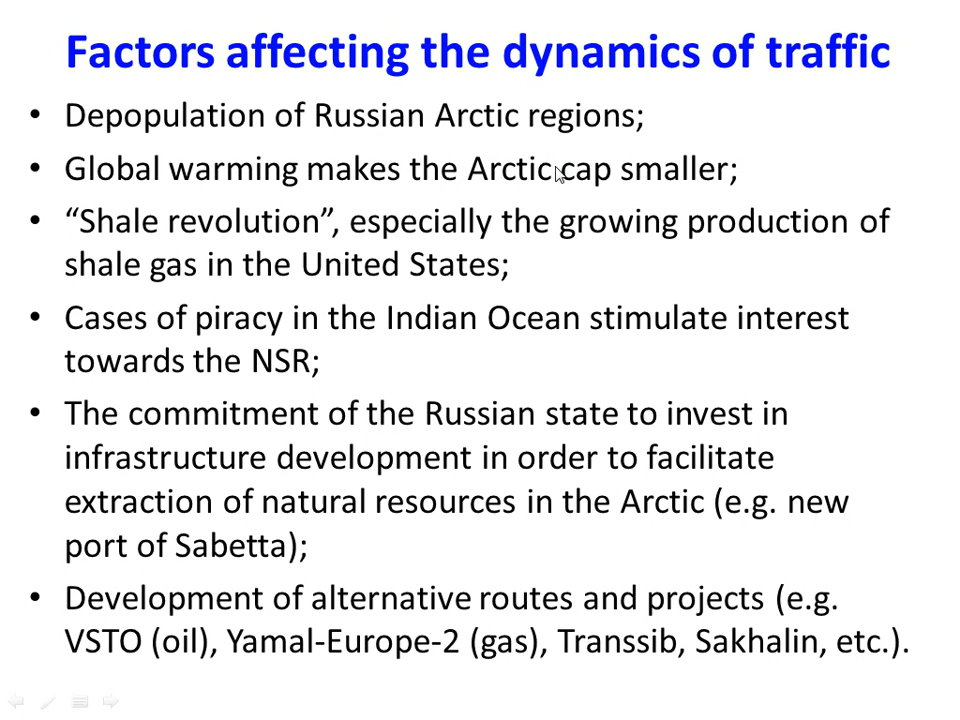 Factors affecting the dynamics of traffic
• Depopulation of Russian Arctic regions;
• Global warming makes the Arctic cap smaller;
• “Shale revolution”, especially the growing production of
shale gas in the United States;
• Cases of piracy in the Indian Ocean stimulate interest
towards the NSR;
• The commitment of the Russian state to invest in
infrastructure development in order to facilitate
extraction of natural resources in the Arctic (e.g. new
port of Sabetta);
• Development of alternative routes and projects (e.g.
VSTO (oil), Yamal-Europe-2 (gas), Transsib, Sakhalin, etc.).